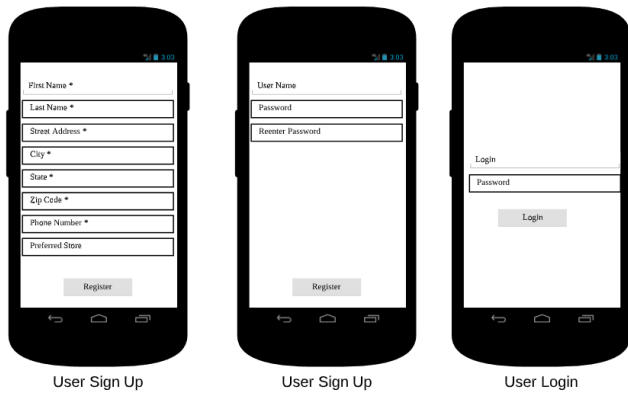 3:03
First Name *
Last Name *
Street Address *
City *
State *
Zip Code *
Phone Number *
Preferred Store
Register
User Sign Up
3:03
User Name
Password
Reenter Password
Register
User Sign Up
3:03
Login
Password
Login
User Login